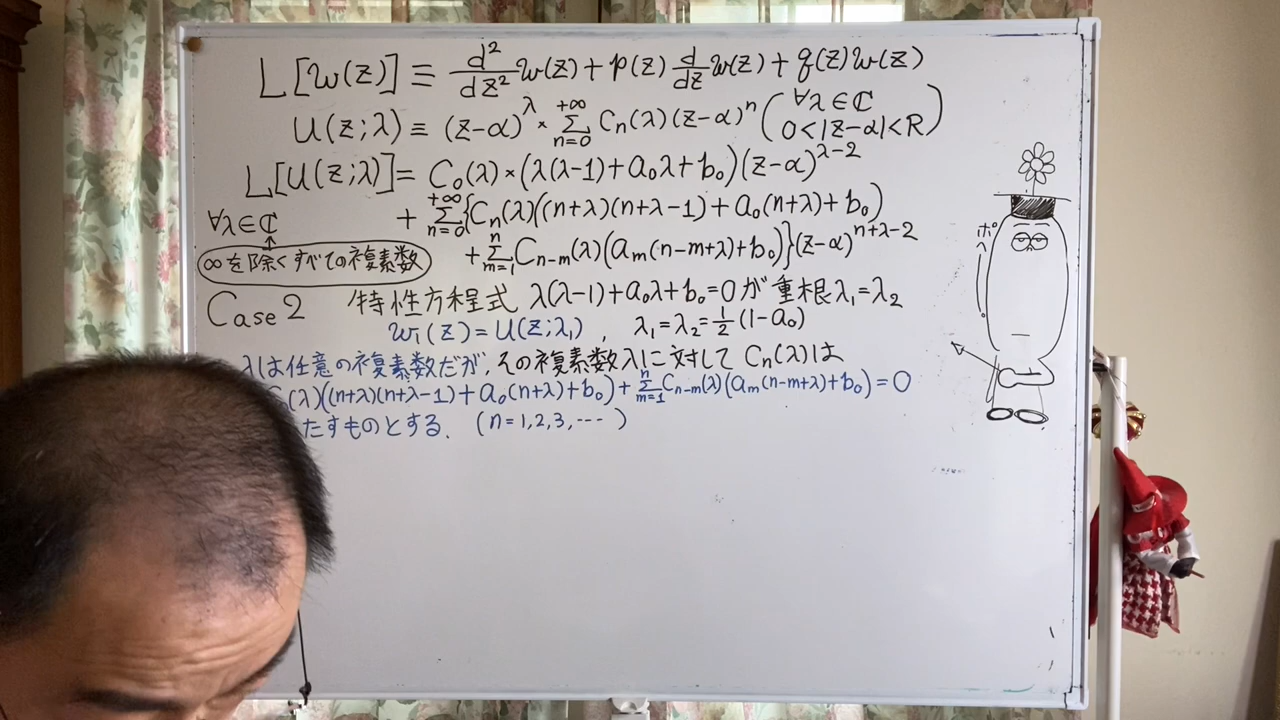 L[w(z)] ≡ d²/dz² w(z) + p(z) d/dz w(z) + q(z)w(z)
u(z;λ) ≡ (z-α)^λ × Σ_{n=0}^{+∞} Cn(λ)(z-α)^n (∀λ∈ℂ 0<|z-α|<R)
L[u(z;λ)] = C₀(λ)×(λ(λ-1)+a₀λ+b₀)(z-α)^{λ-2}
+ Σ_{n=0}^{+∞}{Cn(λ)((n+λ)(n+λ-1)+a₀(n+λ)+b₀)
∀λ∈ℂ
+ Σ_{m=1}^{n} C_{n-m}(λ)(a_m(n-m+λ)+b₀)}(z-α)^{n+λ-2}
∞を除くすべての複素数
Case 2 特性方程式 λ(λ-1)+a₀λ+b₀=0が重根λ₁=λ₂
w₁(z)=u(z;λ₁), λ₁=λ₂=½(1-a₀)
λは任意の複素数だが,その複素数λに対して Cn(λ)は
(λ)((n+λ)(n+λ-1)+a₀(n+λ)+b₀)+Σ_{m=1}^{n} C_{n-m}(λ)(a_m(n-m+λ)+b₀)=0
たすものとする. (n=1,2,3,---)